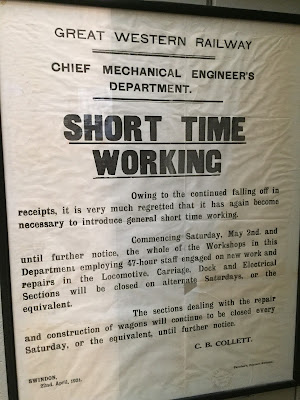 GREAT WESTERN RAILWAY
CHIEF MECHANICAL ENGINEER'S
DEPARTMENT.
SHORT TIME
WORKING
Owing to the continued falling off in
receipts, it is very much regretted that it has again become
necessary to introduce general short time working.
Commencing Saturday, May 2nd. and
until further notice, the whole of the Workshops in this
Department employing 47-hour staff engaged on new work and
repairs in the Locomotive, Carriage, Dock and Electrical
Sections will be closed on alternate Saturdays, or the
equivalent.
The sections dealing with the repair
and construction of wagons will continue to be closed every
Saturday, or the equivalent, until further notice.
C. B. COLLETT.
SWINDON,
22nd. April, 1931.